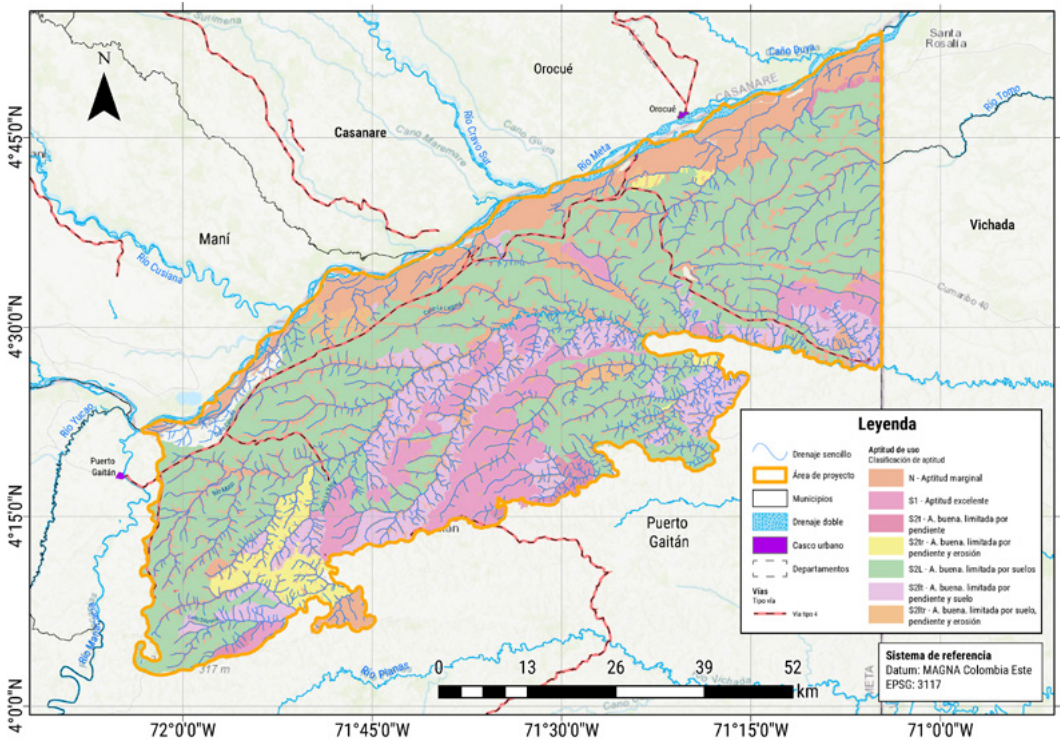 N
Santa
Rosalía
Caño Duya
CASANARE
Orocué
Orocué
Río Tomo
Casanare
Río Cravo Sur
Caño Guira
Caño Maremare
Río Meta
4°45'0"N
Vichada
Maní
Río Cusiana
Cumaribo 40
4°30'0"N
Río Yucao
Puerto
Gaitán
4°15'0"N
Puerto
Gaitán
317 m
Río Planas
4°0'0"N
Leyenda
Drenaje sencillo
Área de proyecto
Municipios
Drenaje doble
Casco urbano
Departamentos
Vías
Tipo vía
Vía tipo 6
Aptitud de uso
Clasificación de aptitud
N - Aptitud marginal
S1 - Aptitud excelente
S2t - A. buena. limitada por
pendiente
S2tr - A. buena. limitada por
pendiente y erosión
S2L - A. buena. limitada por suelos
S2lt - A. buena. limitada por
pendiente y suelo
S2ltr - A. buena. limitada por suelo,
pendiente y erosión
Sistema de referencia
Datum: MAGNA Colombia Este
EPSG: 3117
META
0 13 26 39 52
km
72°0'0"W 71°45'0"W 71°30'0"W 71°15'0"W 71°0'0"W